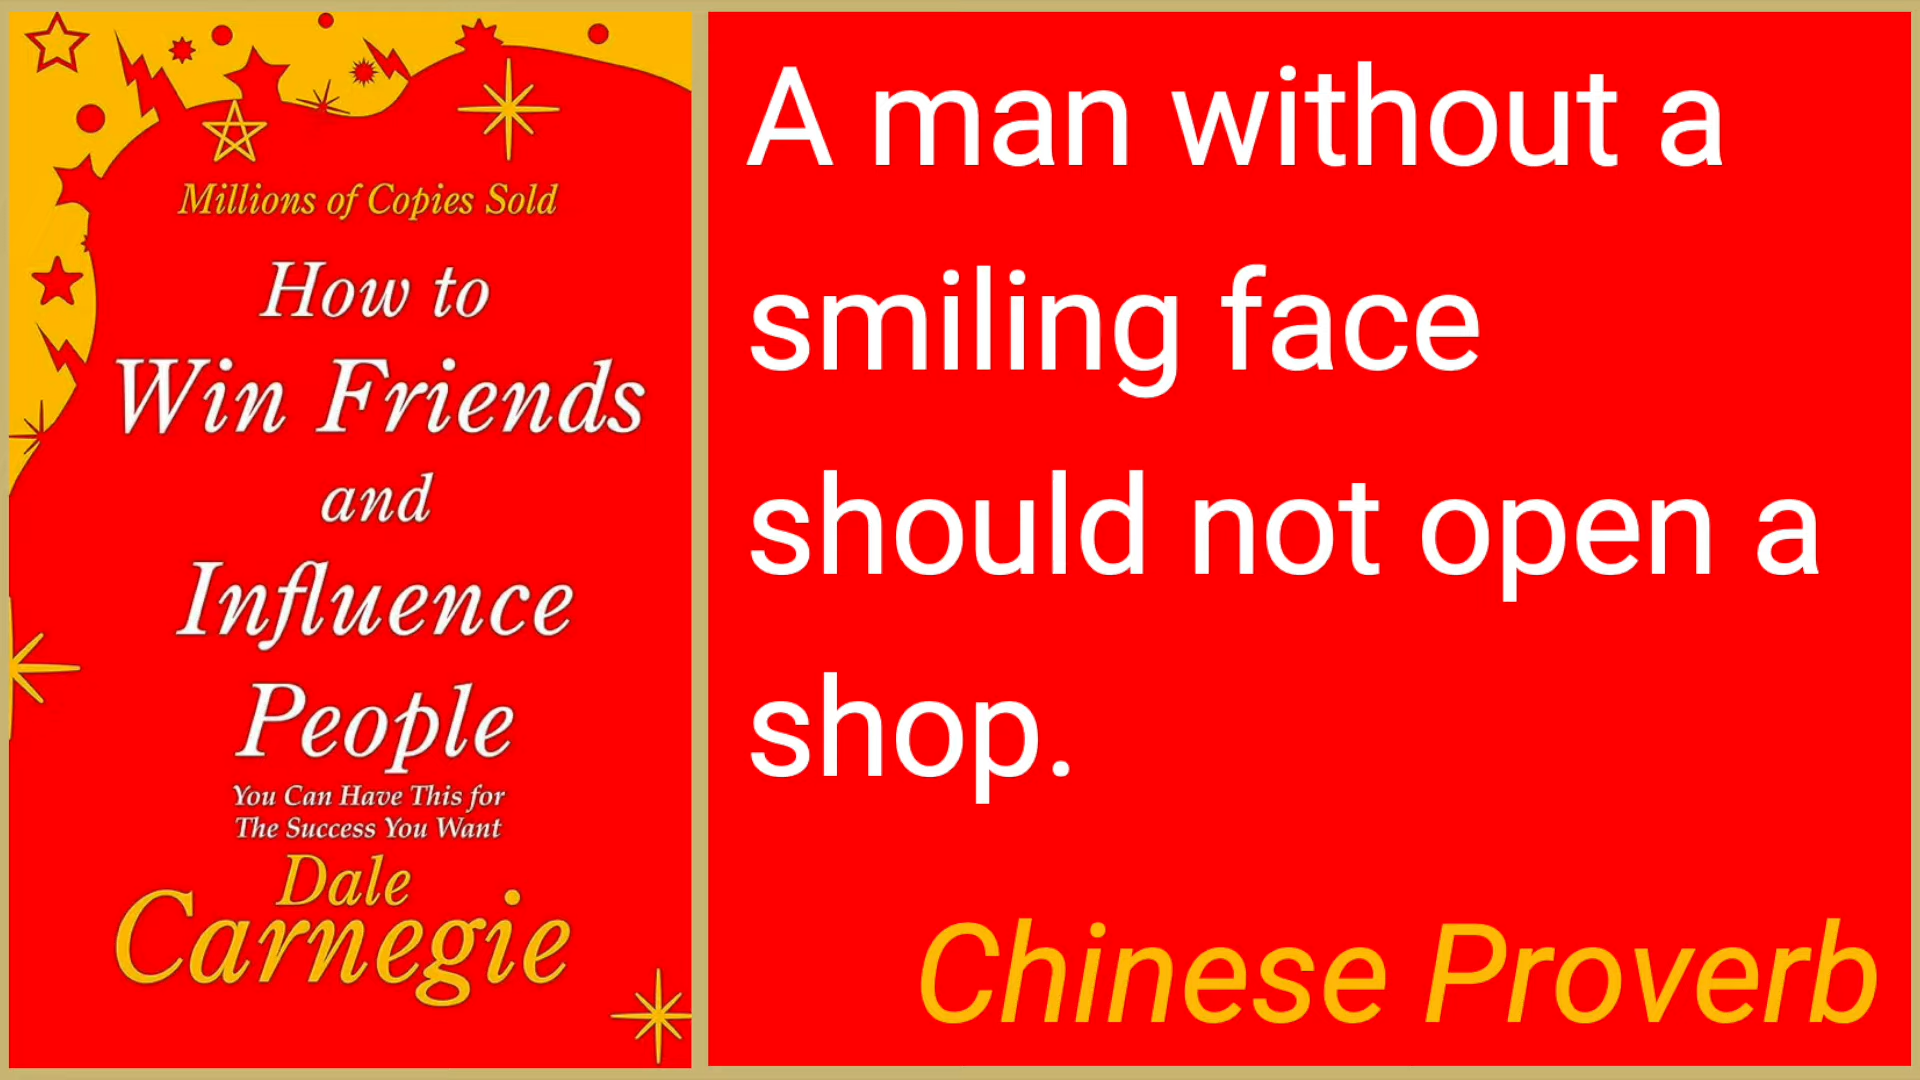 Millions of Copies Sold
How to
Win Friends
and
Influence
People
You Can Have This for
The Success You Want
Dale
Carnegie
A man without a
smiling face
should not open a
shop.
Chinese Proverb